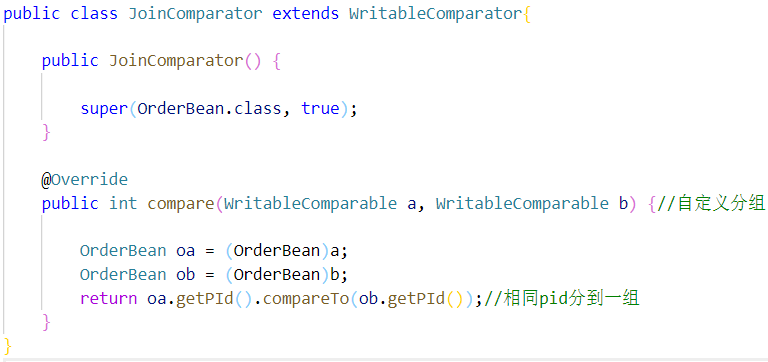 public class JoinComparator extends WritableComparator{
public JoinComparator() {
super(OrderBean.class, true);
}
@Override
public int compare(WritableComparable a, WritableComparable b) {//自定义分组
OrderBean oa = (OrderBean)a;
OrderBean ob = (OrderBean)b;
return oa.getPId().compareTo(ob.getPId());//相同pid分到一组
}
}